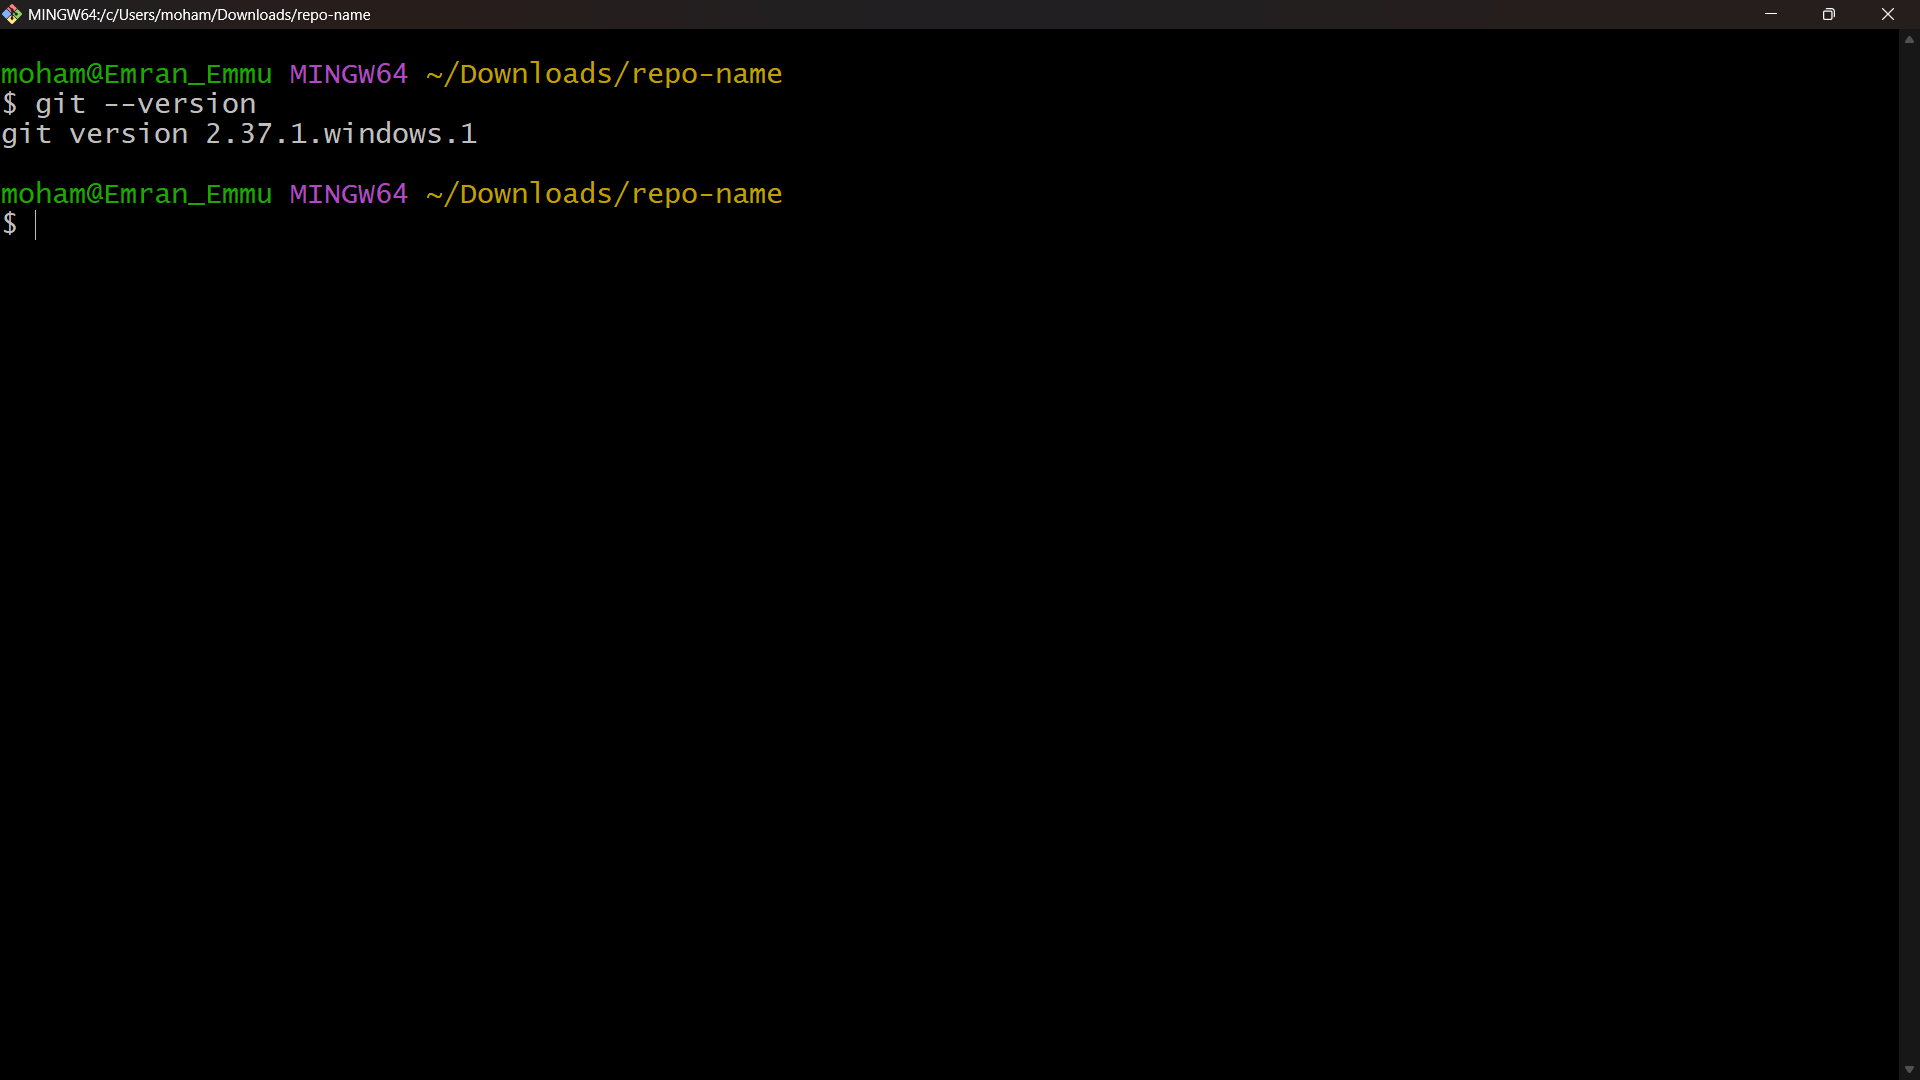 MINGW64:/c/Users/moham/Downloads/repo-name
moham@Emran_Emmu MINGW64 ~/Downloads/repo-name
$ git --version
git version 2.37.1.windows.1
moham@Emran_Emmu MINGW64 ~/Downloads/repo-name
$